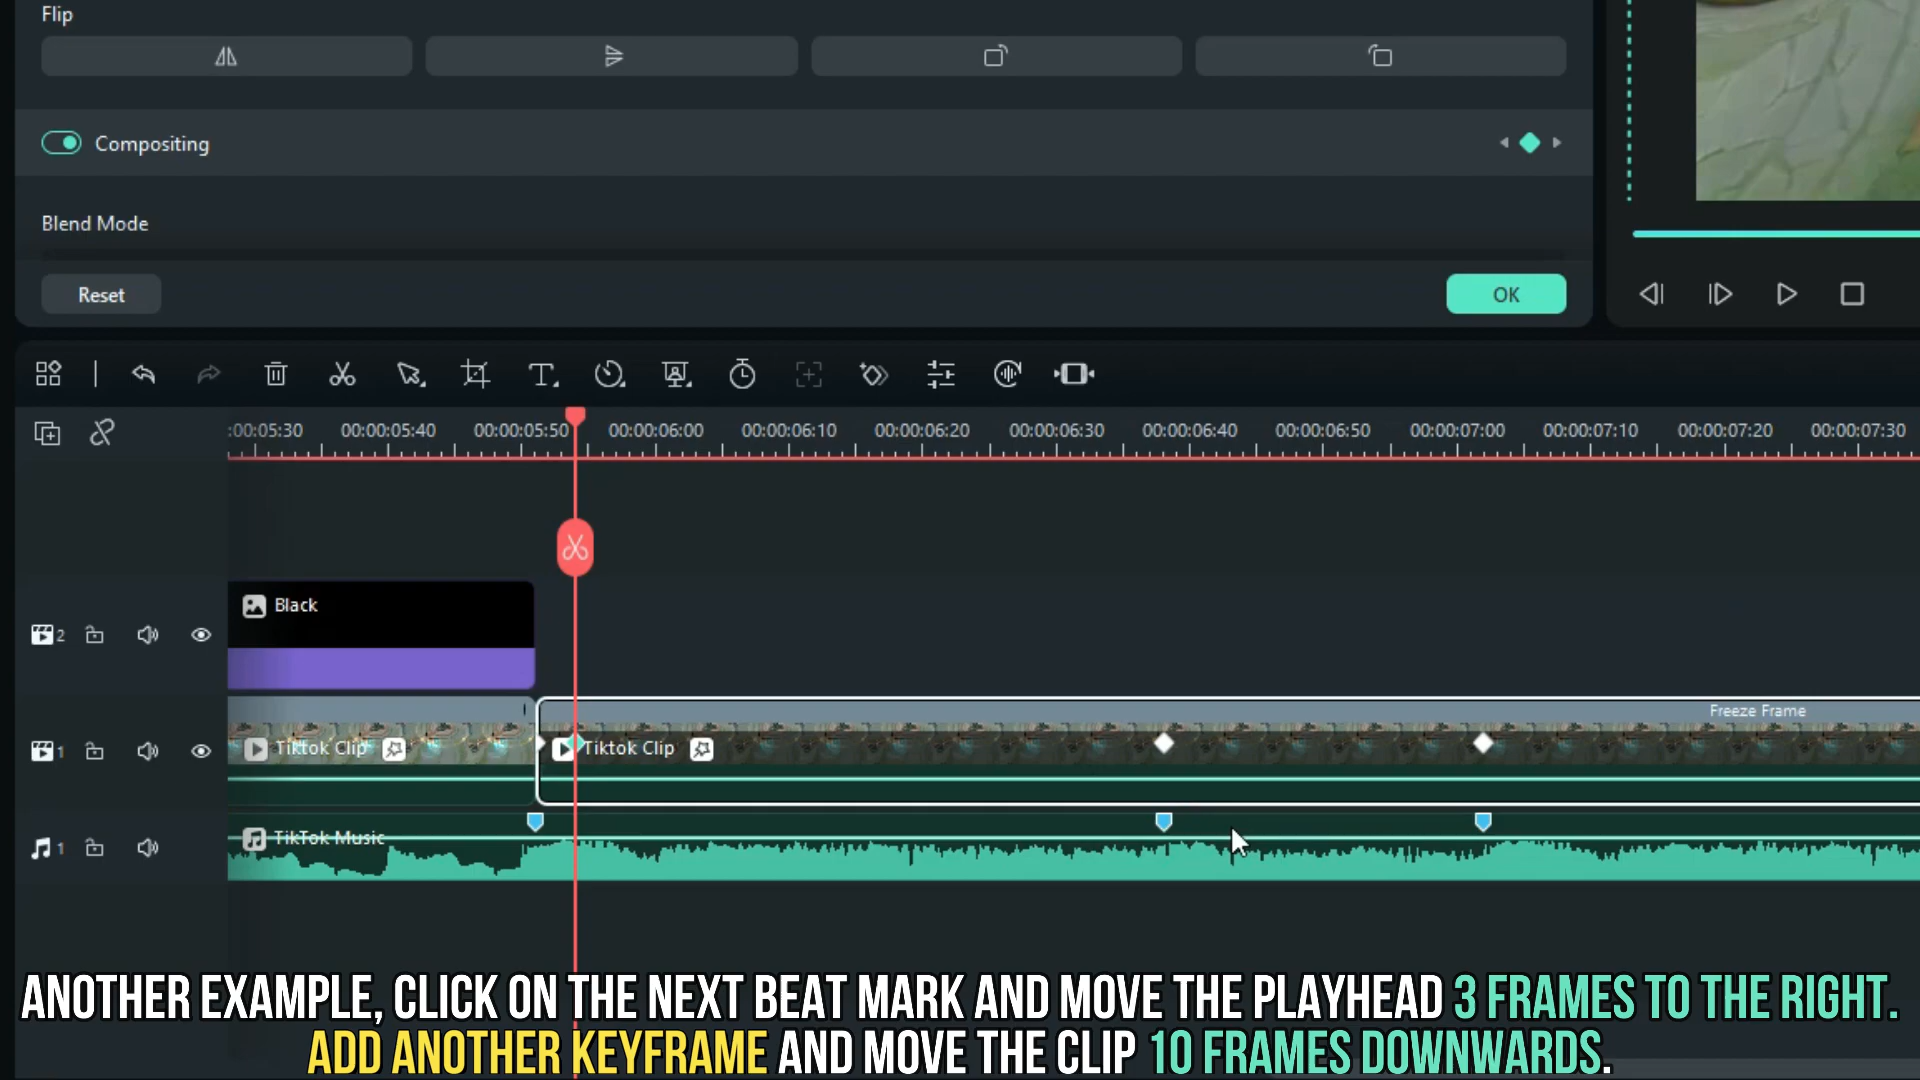 Flip
Compositing
Blend Mode
Reset
OK
:00:05:30 00:00:05:40 00:00:05:50 00:00:06:00 00:00:06:10 00:00:06:20 00:00:06:30 00:00:06:40 00:00:06:50 00:00:07:00 00:00:07:10 00:00:07:20 00:00:07:30
Black
2
Freeze Frame
1
Tiktok Clip
Tiktok Clip
1
TikTok Music
ANOTHER EXAMPLE, CLICK ON THE NEXT BEAT MARK AND MOVE THE PLAYHEAD 3 FRAMES TO THE RIGHT.
ADD ANOTHER KEYFRAME AND MOVE THE CLIP 10 FRAMES DOWNWARDS.